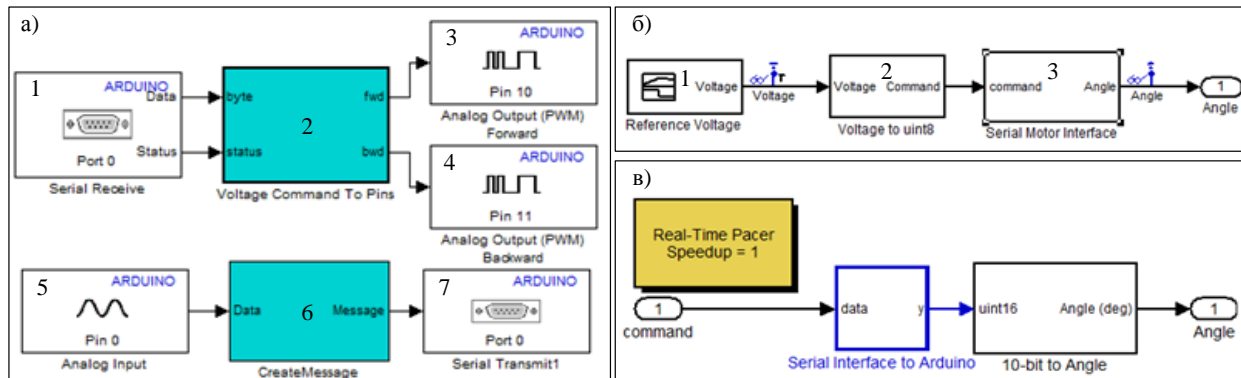 а)
1
ARDUINO
Data
Status
Port 0
Serial Receive
byte
status
2
fwd
bwd
Voltage Command To Pins
3
ARDUINO
Pin 10
Analog Output (PWM)
Forward
4
ARDUINO
Pin 11
Analog Output (PWM)
Backward
5
ARDUINO
Pin 0
Analog Input
Data
6
Message
CreateMessage
7
ARDUINO
Port 0
Serial Transmit1
б)
1
Voltage
Reference Voltage
Voltage
2
Voltage
Command
Voltage to uint8
3
command
Angle
Serial Motor Interface
Angle
1
Angle
в)
Real-Time Pacer
Speedup = 1
1
command
data
y
Serial Interface to Arduino
uint16
Angle (deg)
10-bit to Angle
1
Angle